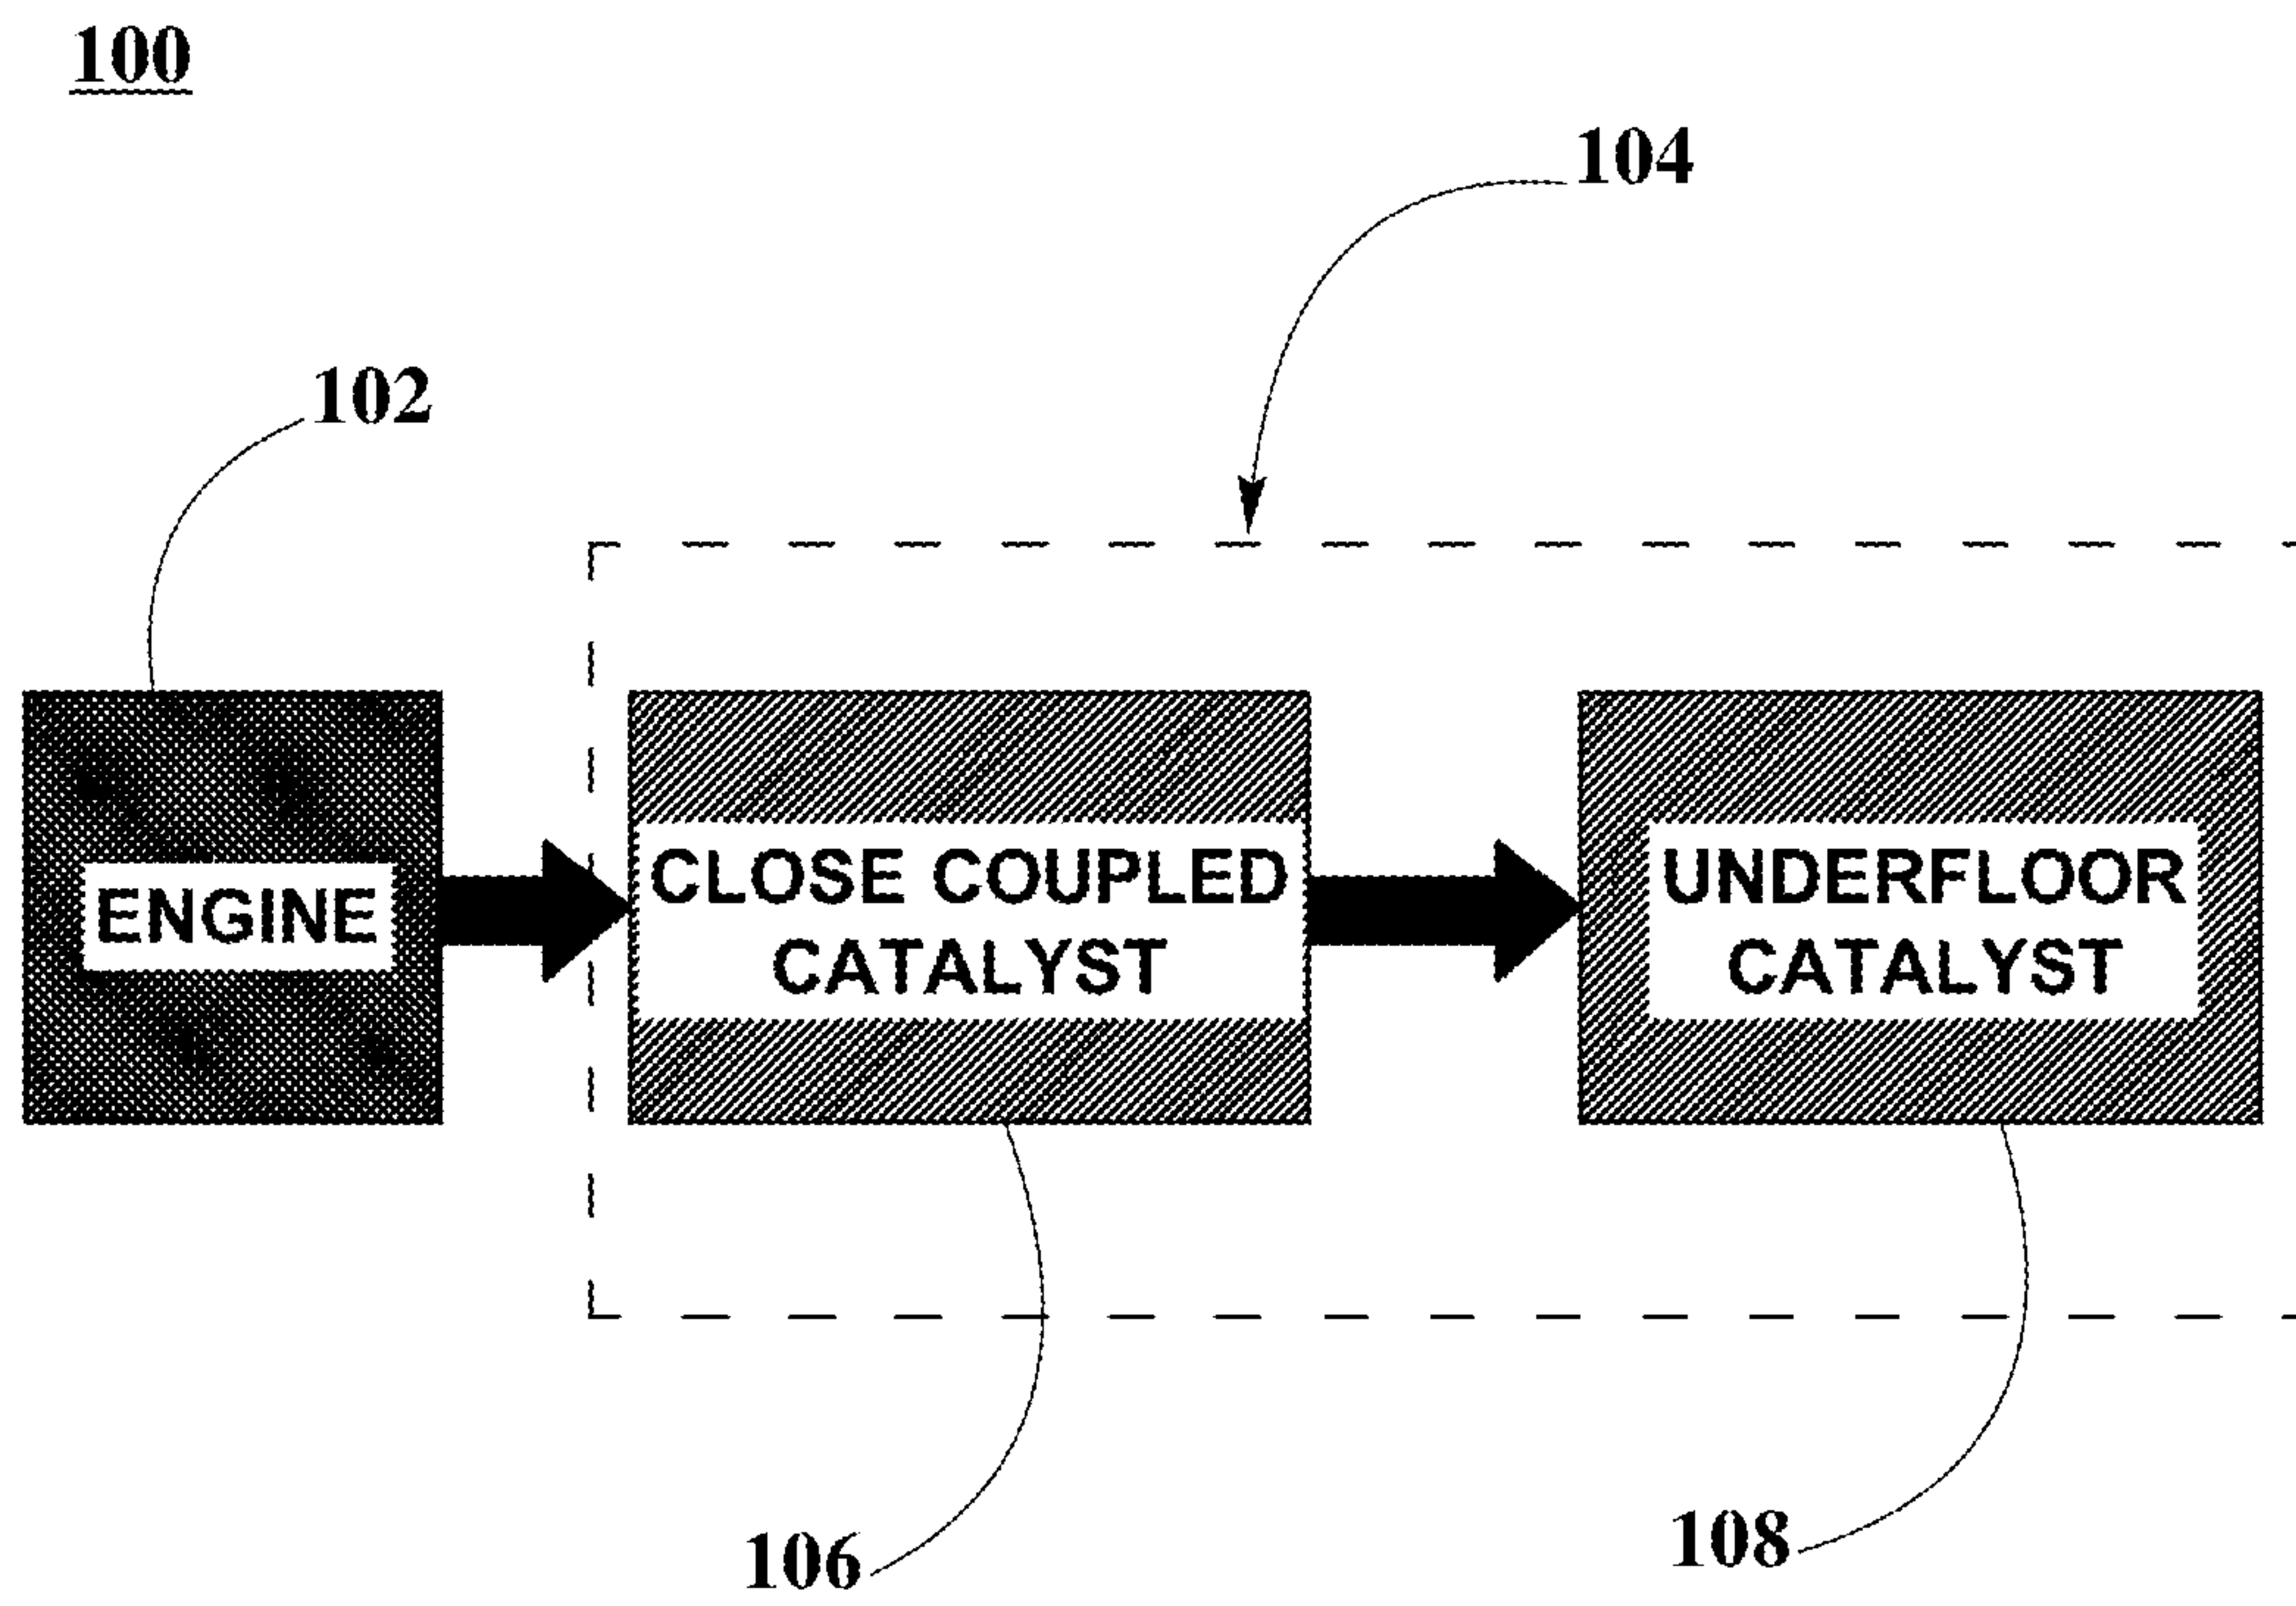 100
104
102
ENGINE
CLOSE COUPLED
CATALYST
UNDERFLOOR
CATALYST
106
108